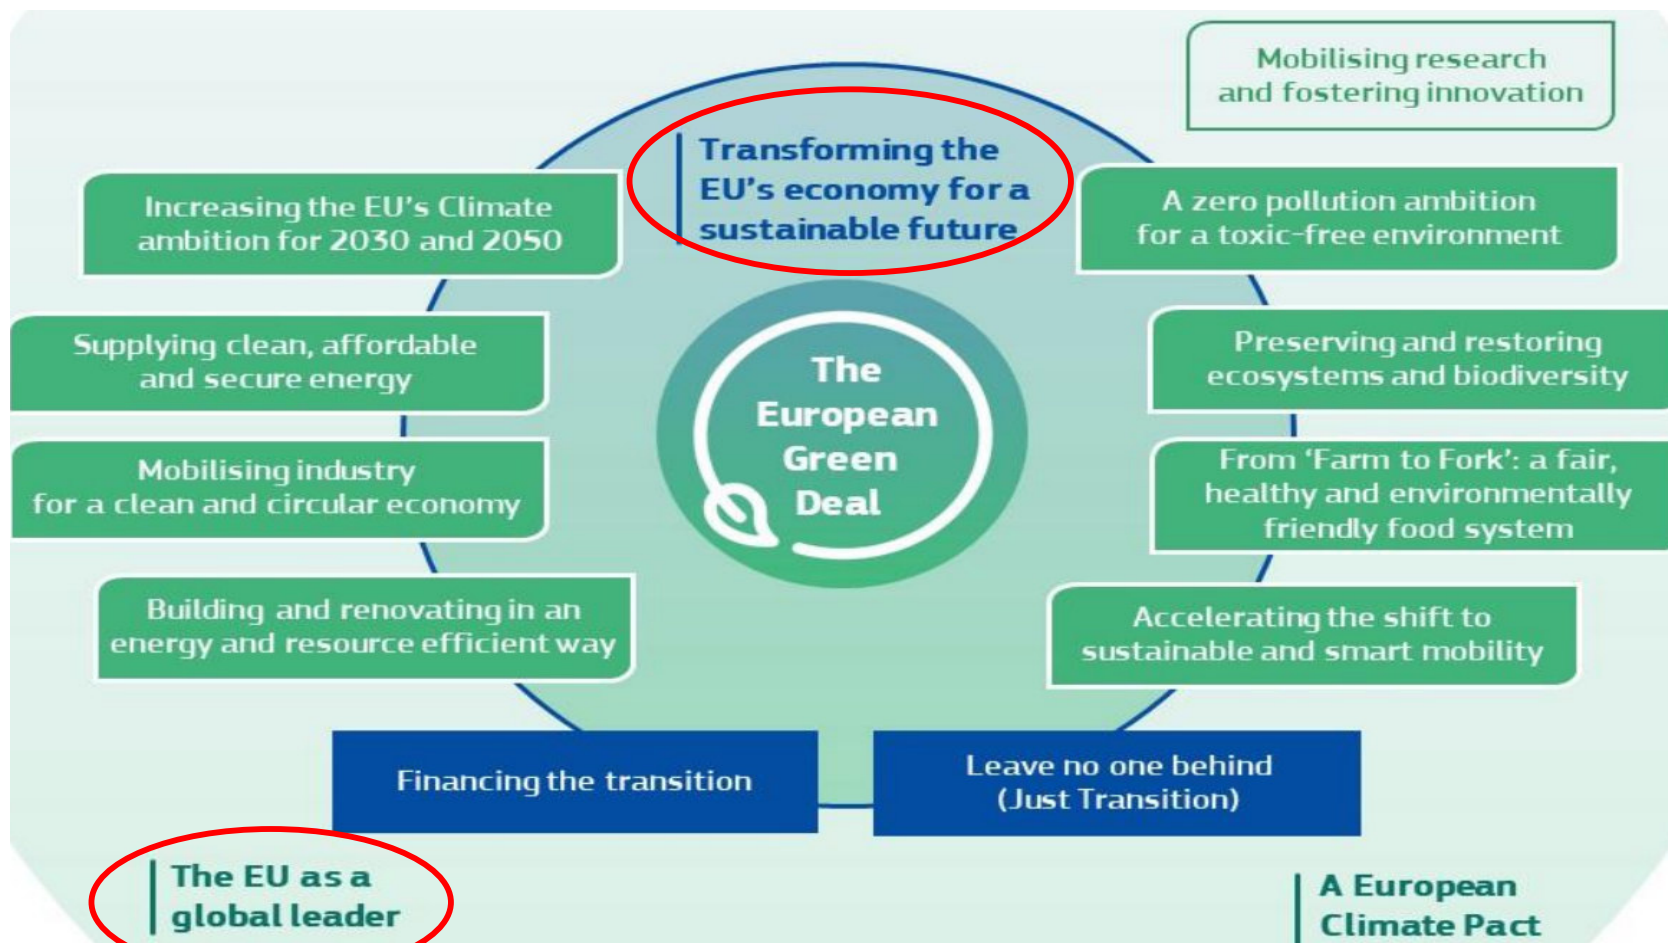 Mobilising research
and fostering innovation
Transforming the
EU's economy for a
sustainable future
Increasing the EU's Climate
ambition for 2030 and 2050
A zero pollution ambition
for a toxic-free environment
Supplying clean, affordable
and secure energy
Preserving and restoring
ecosystems and biodiversity
The
European
Green
Deal
Mobilising industry
for a clean and circular economy
From ‘Farm to Fork’: a fair,
healthy and environmentally
friendly food system
Building and renovating in an
energy and resource efficient way
Accelerating the shift to
sustainable and smart mobility
Financing the transition
Leave no one behind
(Just Transition)
The EU as a
global leader
A European
Climate Pact